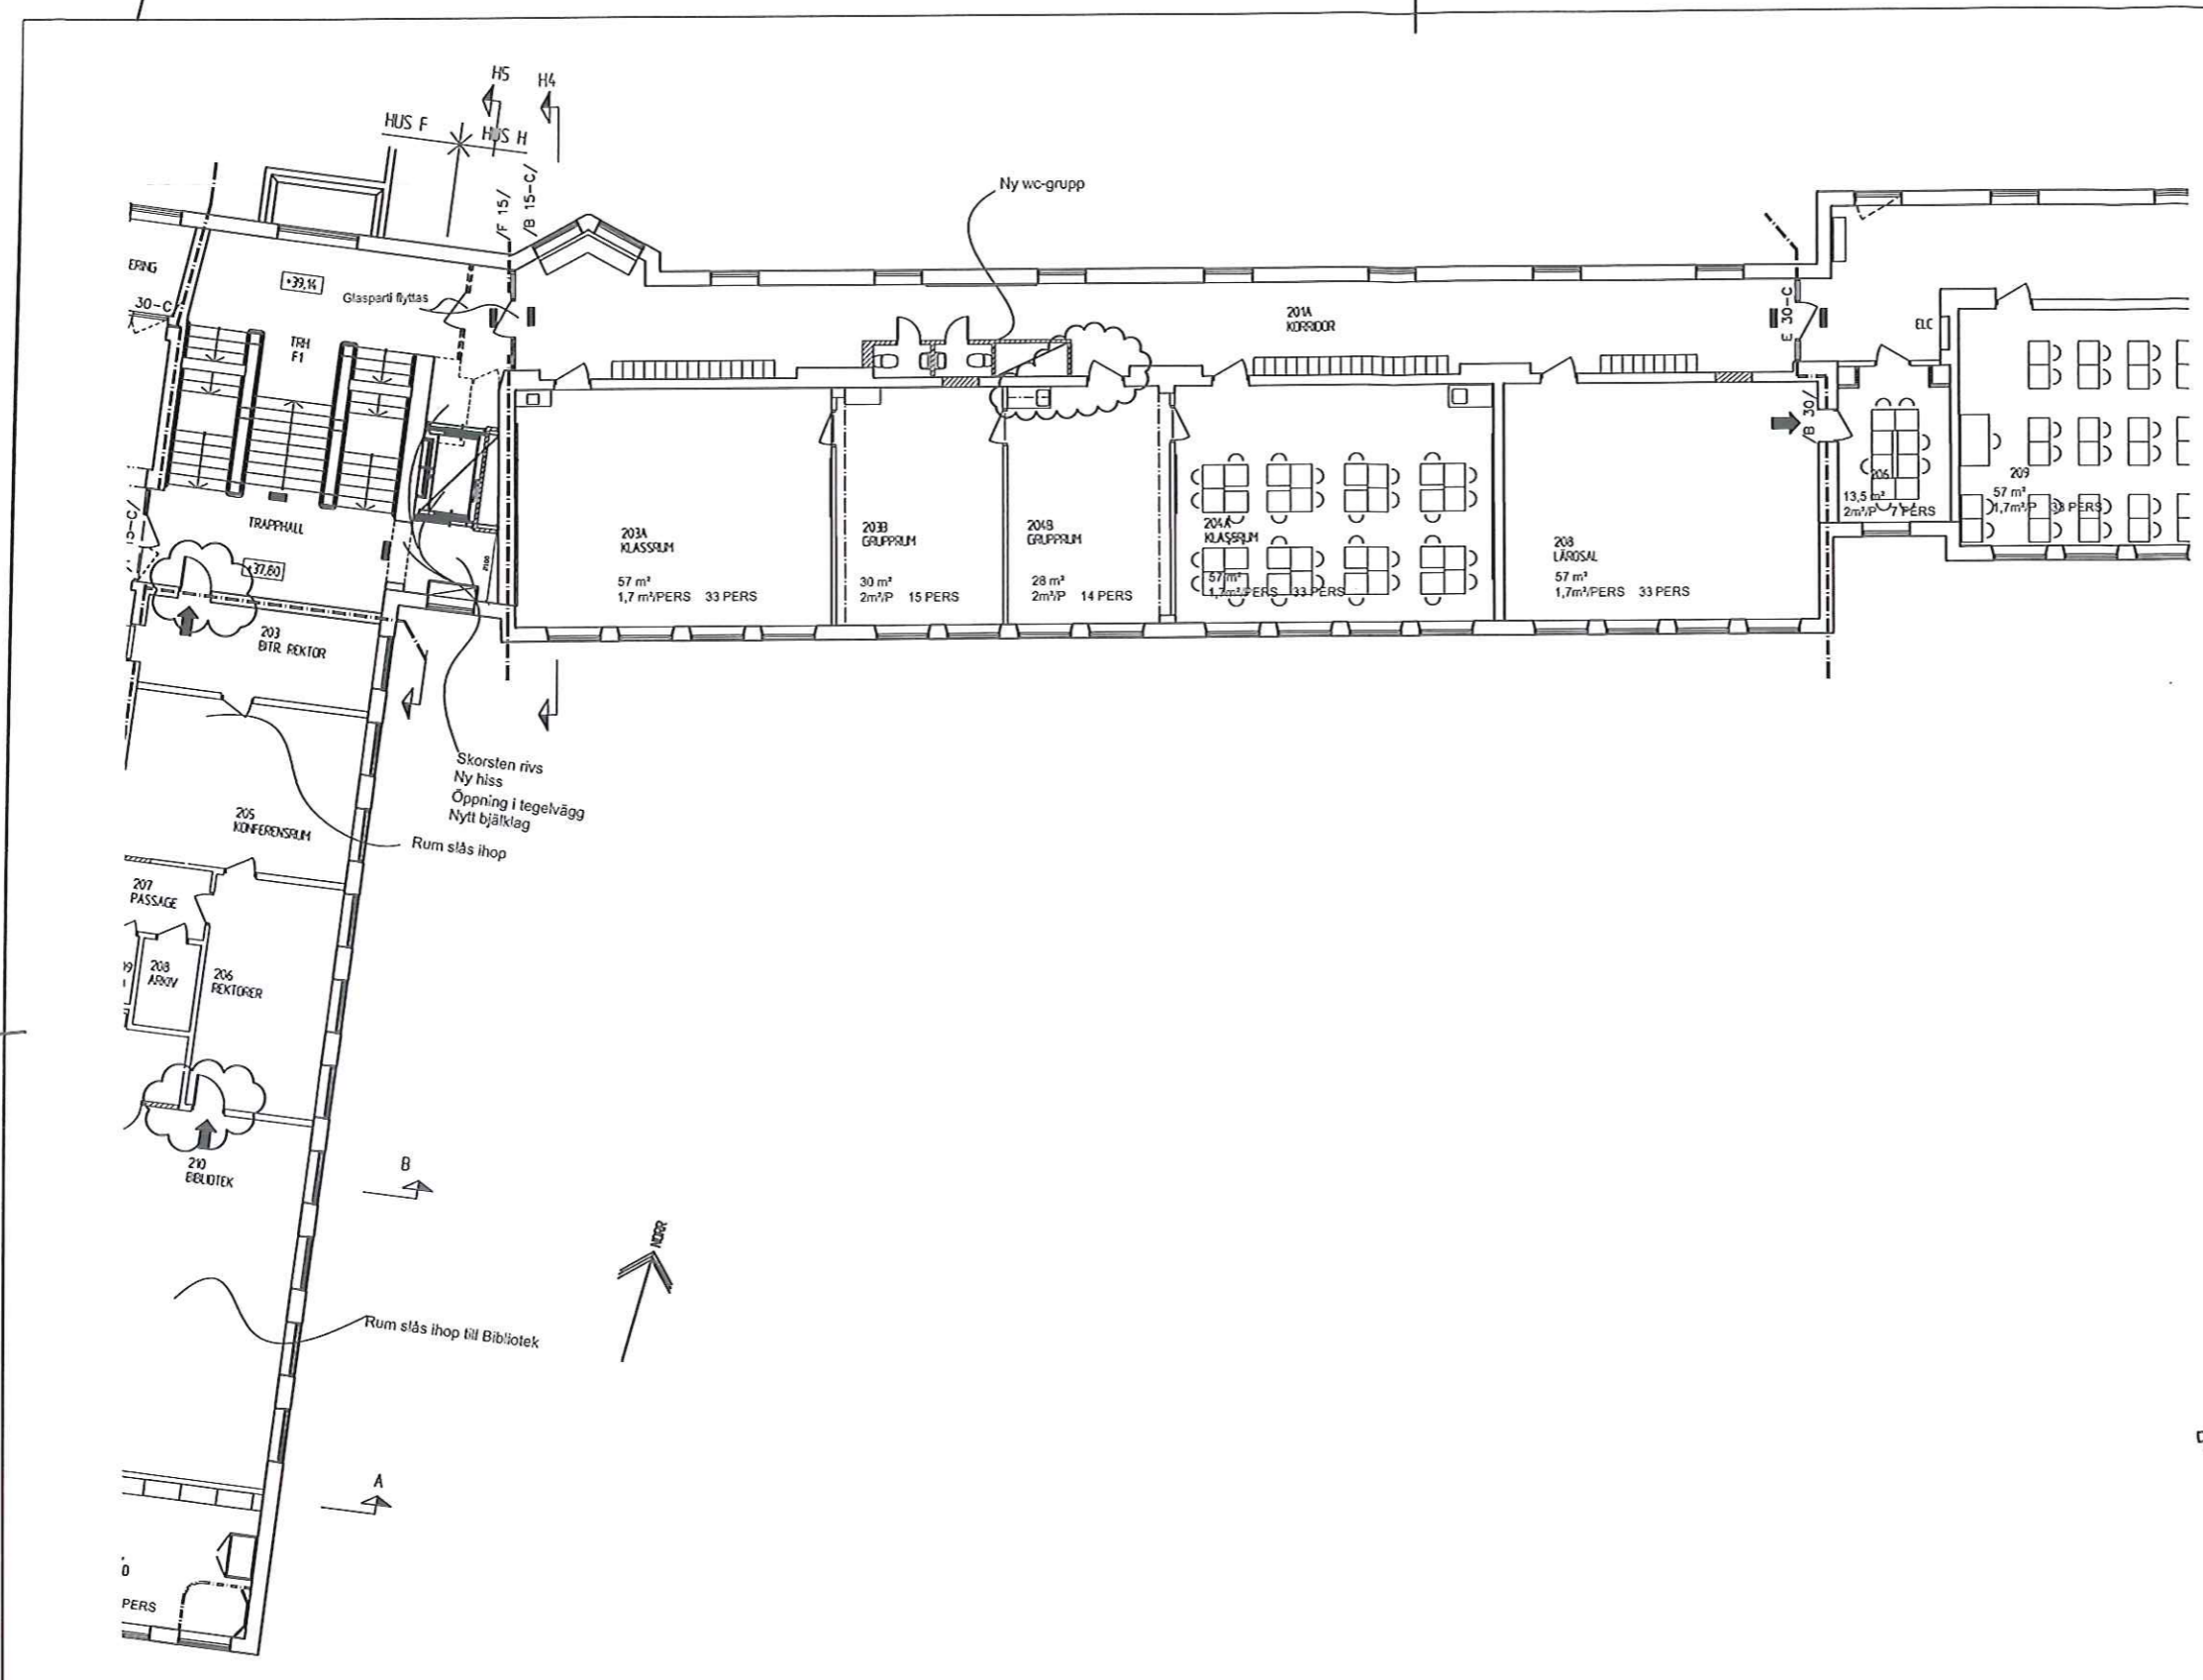 H5
H4
HUS F
HUS H
/F 15/
/B 15-C/
Ny wc-grupp
ERING
+39,14
30-C
Glasparti flyttas
TRH
F1
201A
KORRIDOR
E 30-C
ELC
B 30/
TRAPPHALL
+37,80
203A
KLASSRUM
57 m²
1,7 m²/PERS 33 PERS
203B
GRUPPRUM
30 m²
2m²/P 15 PERS
204B
GRUPPRUM
28 m²
2m²/P 14 PERS
204A
KLASSRUM
57 m²
1,7m²/PERS 33 PERS
208
LÄROSAL
57 m²
1,7m²/PERS 33 PERS
206
13,5 m²
2m²/P 7 PERS
209
57 m²
1,7m²/P 33 PERS
203
BITR. REKTOR
Skorsten rivs
Ny hiss
Öppning i tegelvägg
Nytt bjälklag
Rum slås ihop
205
KONFERENSRUM
207
PASSAGE
208
ARKIV
206
REKTORER
210
BIBLIOTEK
B
NORR
Rum slås ihop till Bibliotek
A
PERS